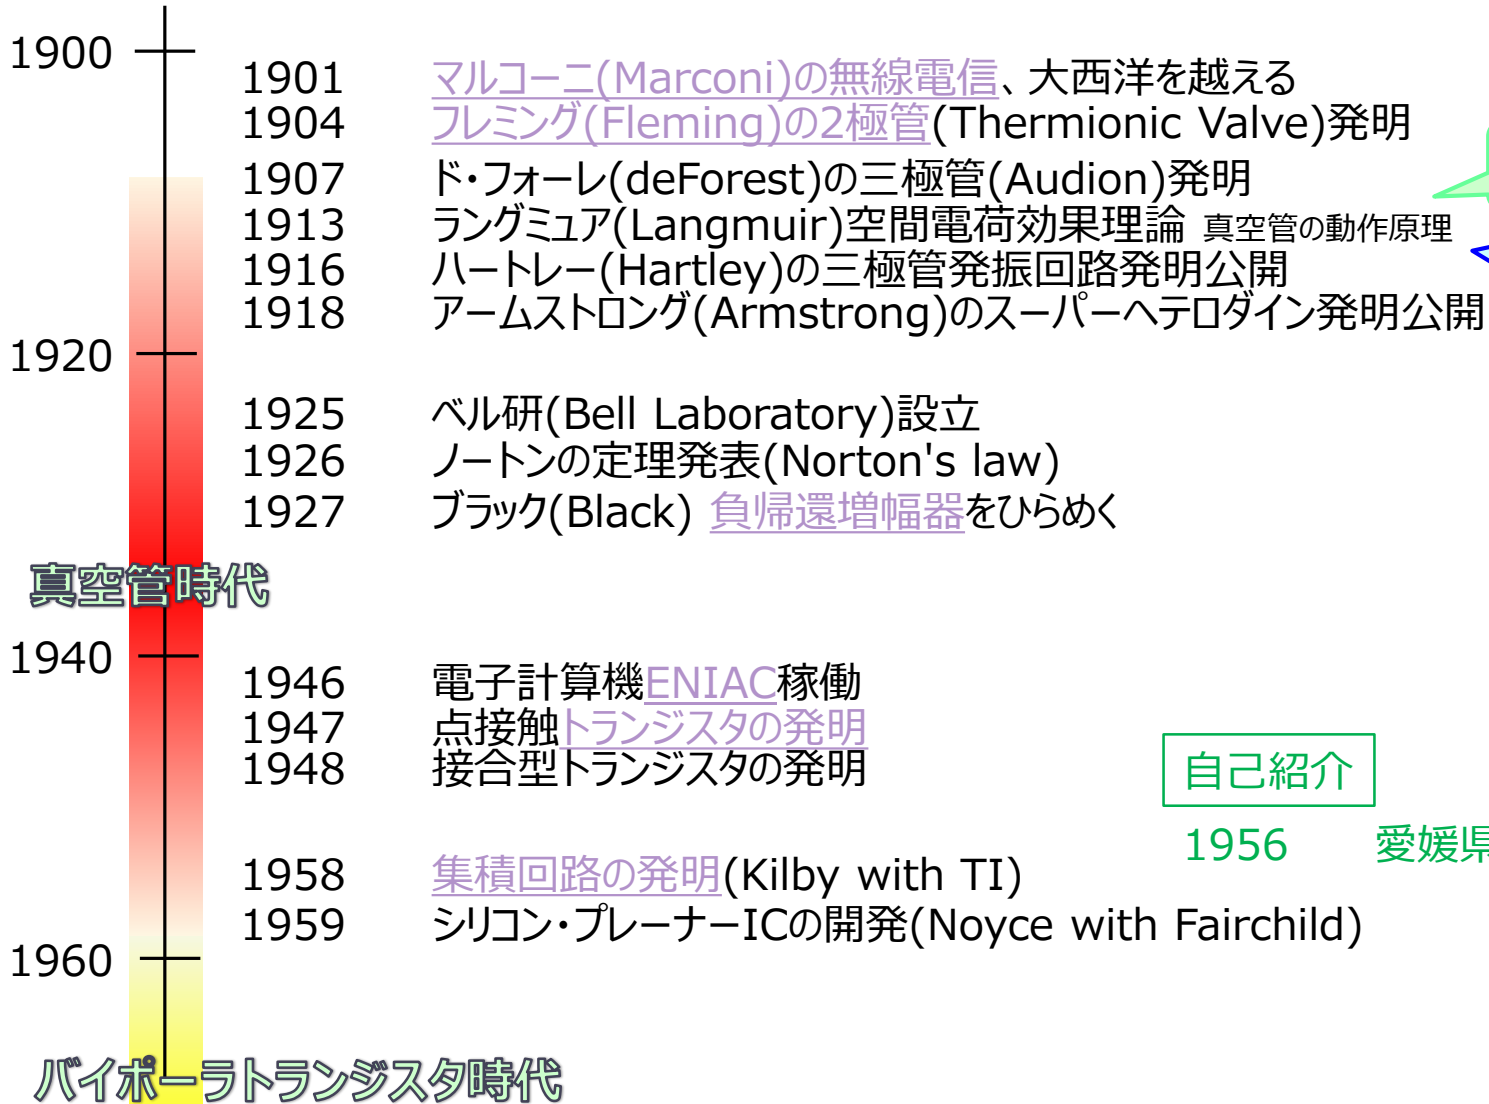 1900
1901 マルコーニ(Marconi)の無線電信、大西洋を越える
1904 フレミング(Fleming)の2極管(Thermionic Valve)発明
1907 ド・フォーレ(deForest)の三極管(Audion)発明
1913 ラングミュア(Langmuir)空間電荷効果理論 真空管の動作原理
1916 ハートレー(Hartley)の三極管発振回路発明公開
1918 アームストロング(Armstrong)のスーパーヘテロダイン発明公開
1920
1925 ベル研(Bell Laboratory)設立
1926 ノートンの定理発表(Norton's law)
1927 ブラック(Black) 負帰還増幅器をひらめく
真空管時代
1940
1946 電子計算機ENIAC稼働
1947 点接触トランジスタの発明
1948 接合型トランジスタの発明
自己紹介
1956 愛媛県
1958 集積回路の発明(Kilby with TI)
1959 シリコン・プレーナーICの開発(Noyce with Fairchild)
1960
バイポーラトランジスタ時代